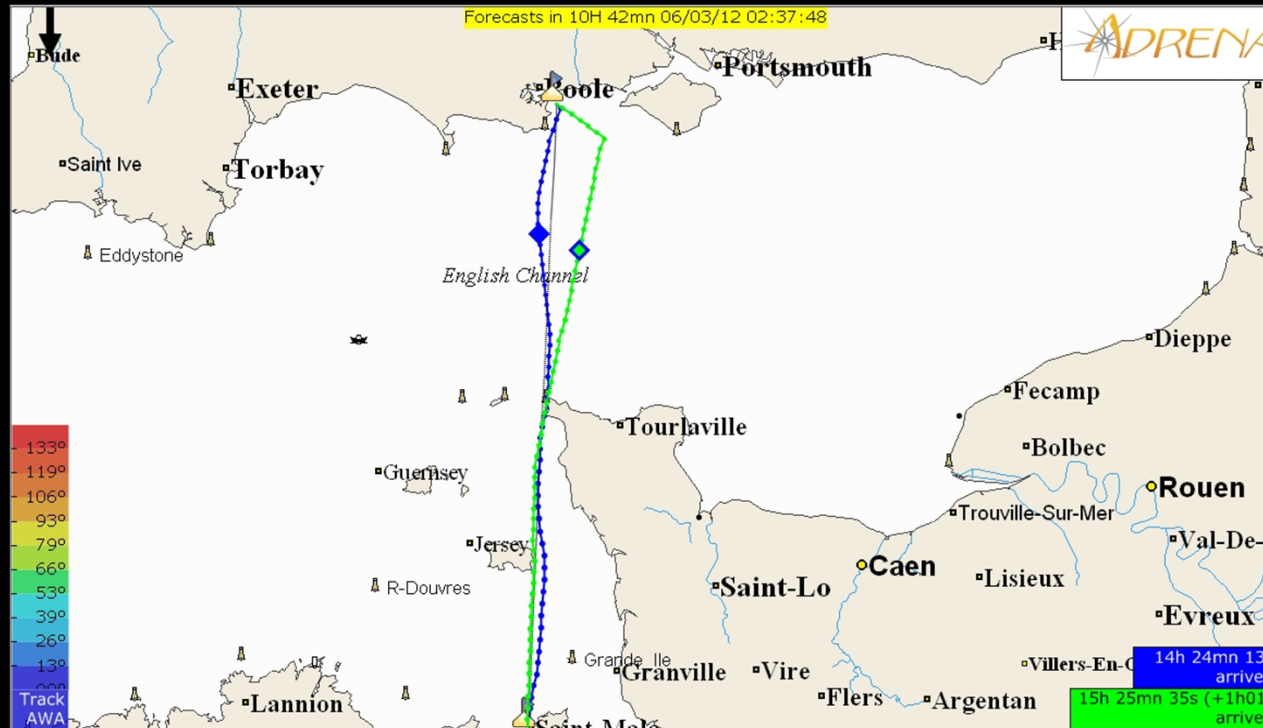 Forecasts in 10H 42mn 06/03/12 02:37:48
ADRENA
Bude
Poole
Portsmouth
H
Exeter
Saint Ive
Torbay
Eddystone
English Channel
Dieppe
Fecamp
Tourlaville
Bolbec
Guernsey
Rouen
Trouville-Sur-Mer
Val-De-
Jersey
Caen
Lisieux
R-Douvres
Saint-Lo
Evreux
Grande Ile
Granville
Vire
Villers-En-
Flers
Argentan
Lannion
Saint-Malo
133°
119°
106°
93°
79°
66°
53°
39°
26°
13°
Track
AWA
14h 24mn 13
arrive
15h 25mn 35s (+1h01
arrive